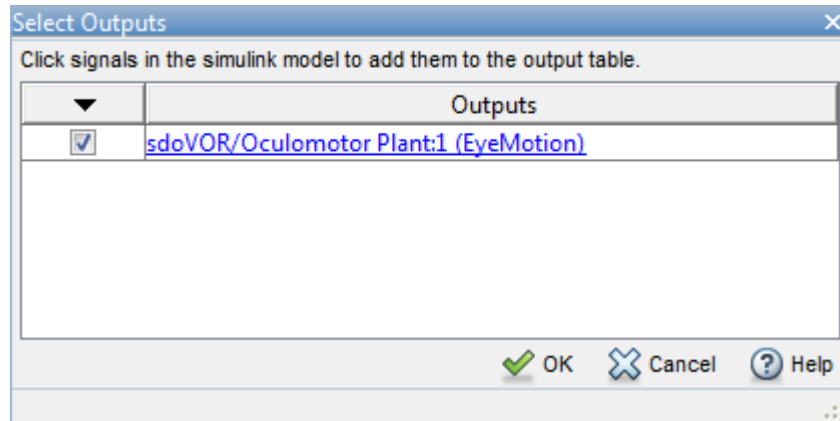 Select Outputs
Click signals in the simulink model to add them to the output table.
Outputs
sdoVOR/Oculomotor Plant:1 (EyeMotion)
OK Cancel Help